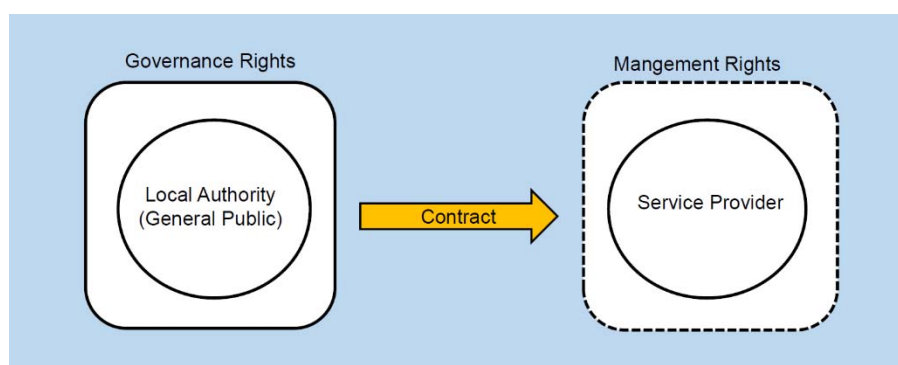 Governance Rights
Mangement Rights
Local Authority
(General Public)
Contract
Service Provider